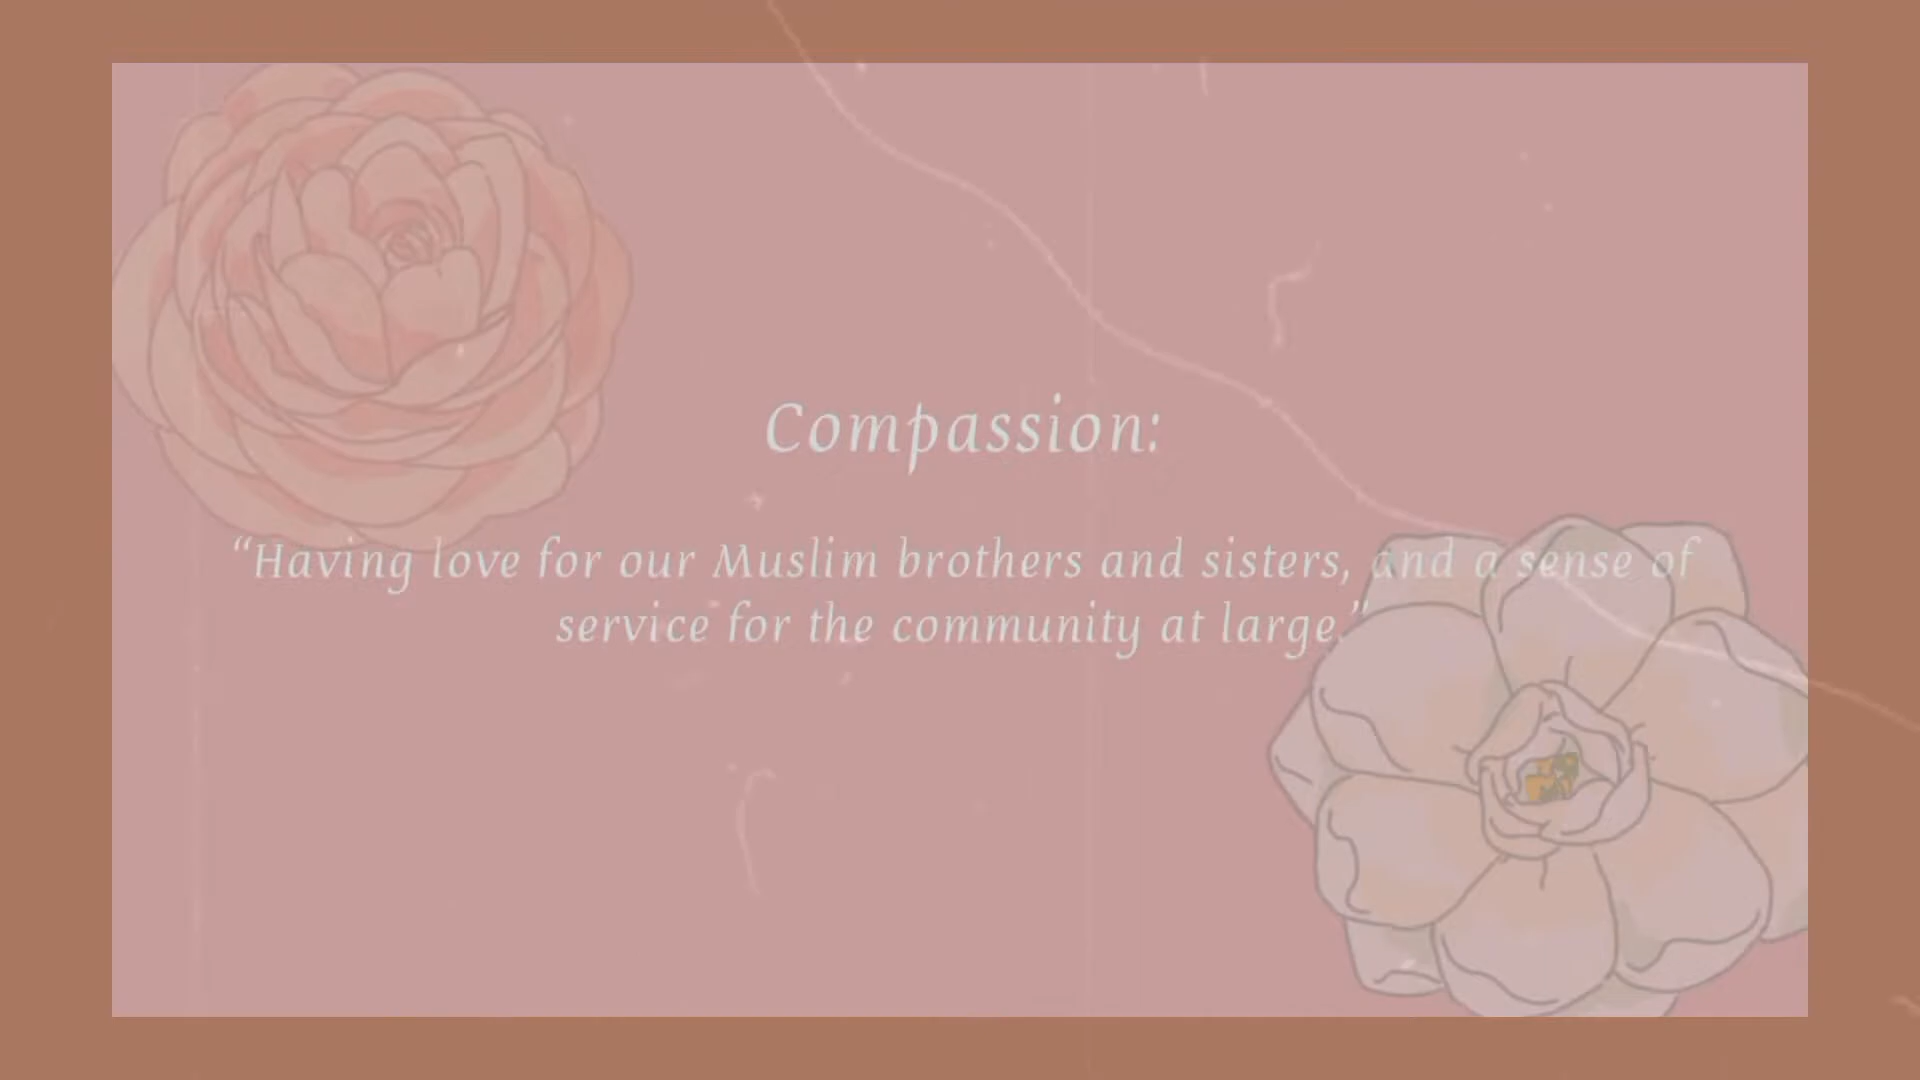 Compassion:
“Having love for our Muslim brothers and sisters, and a sense of
service for the community at large.”